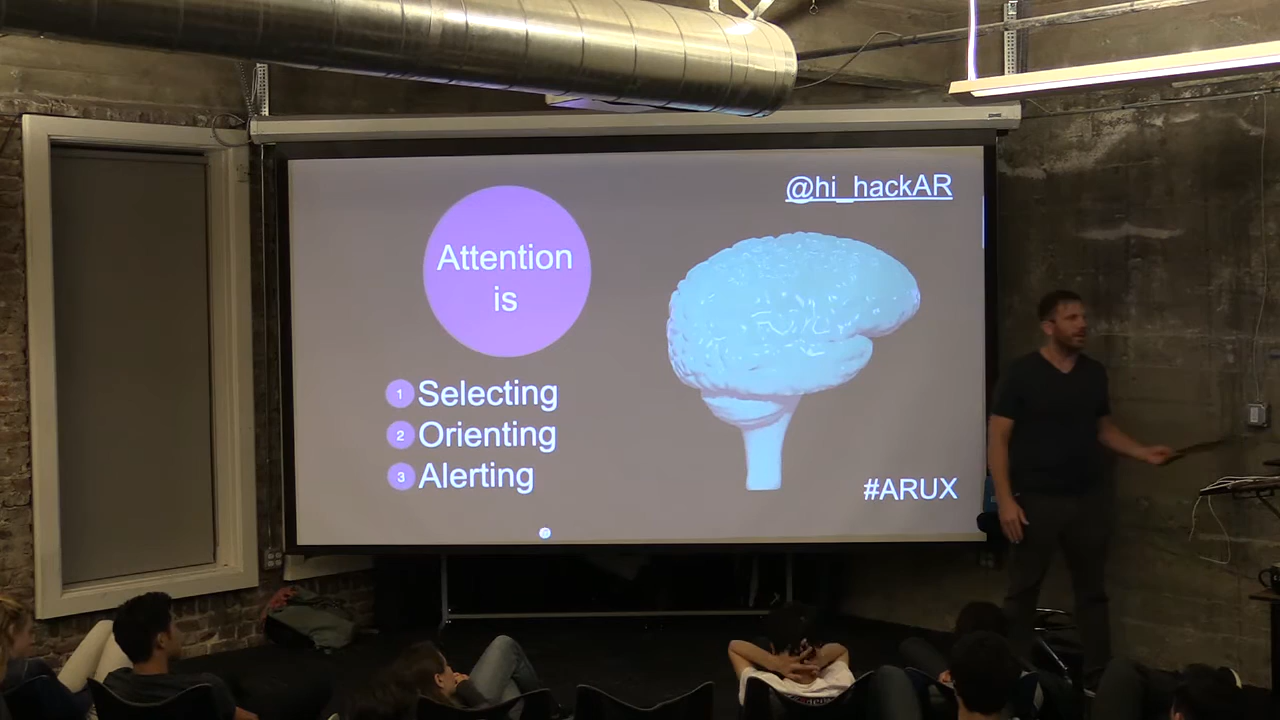 @hi_hackAR
Attention
is
1 Selecting
2 Orienting
3 Alerting
#ARUX